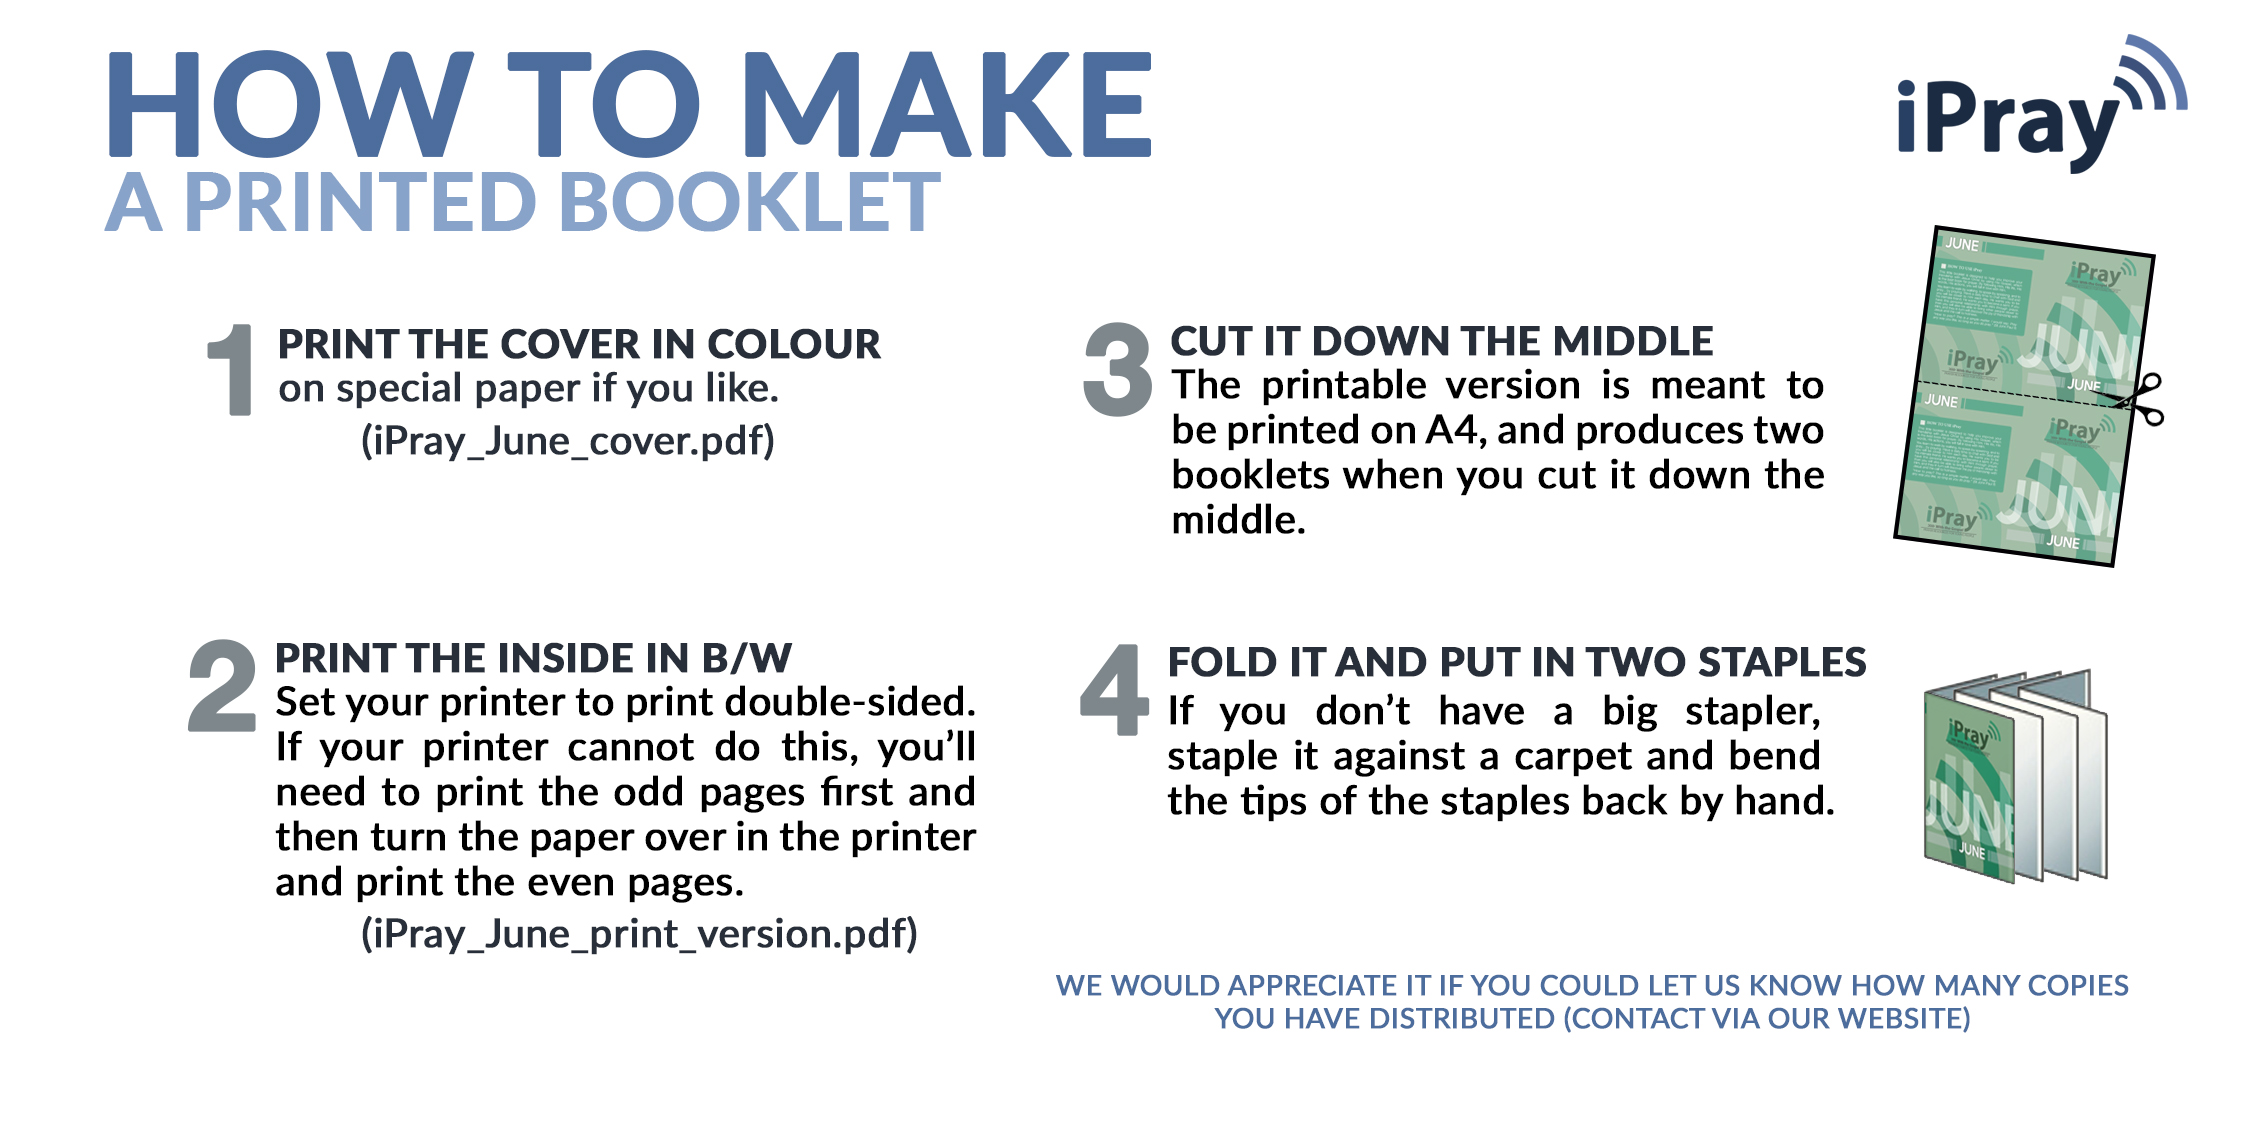 HOW TO MAKE
A PRINTED BOOKLET
iPray
1
PRINT THE COVER IN COLOUR
on special paper if you like.
(iPray_June_cover.pdf)
2
PRINT THE INSIDE IN B/W
Set your printer to print double-sided.
If your printer cannot do this, you’ll
need to print the odd pages first and
then turn the paper over in the printer
and print the even pages.
(iPray_June_print_version.pdf)
3
CUT IT DOWN THE MIDDLE
The printable version is meant to
be printed on A4, and produces two
booklets when you cut it down the
middle.
JUNE
iPray
JUNE
iPray
JUNE
JUNE
iPray
JUNE
iPray
JUNE
4
FOLD IT AND PUT IN TWO STAPLES
If you don’t have a big stapler,
staple it against a carpet and bend
the tips of the staples back by hand.
iPray
JUNE
JUNE
WE WOULD APPRECIATE IT IF YOU COULD LET US KNOW HOW MANY COPIES
YOU HAVE DISTRIBUTED (CONTACT VIA OUR WEBSITE)